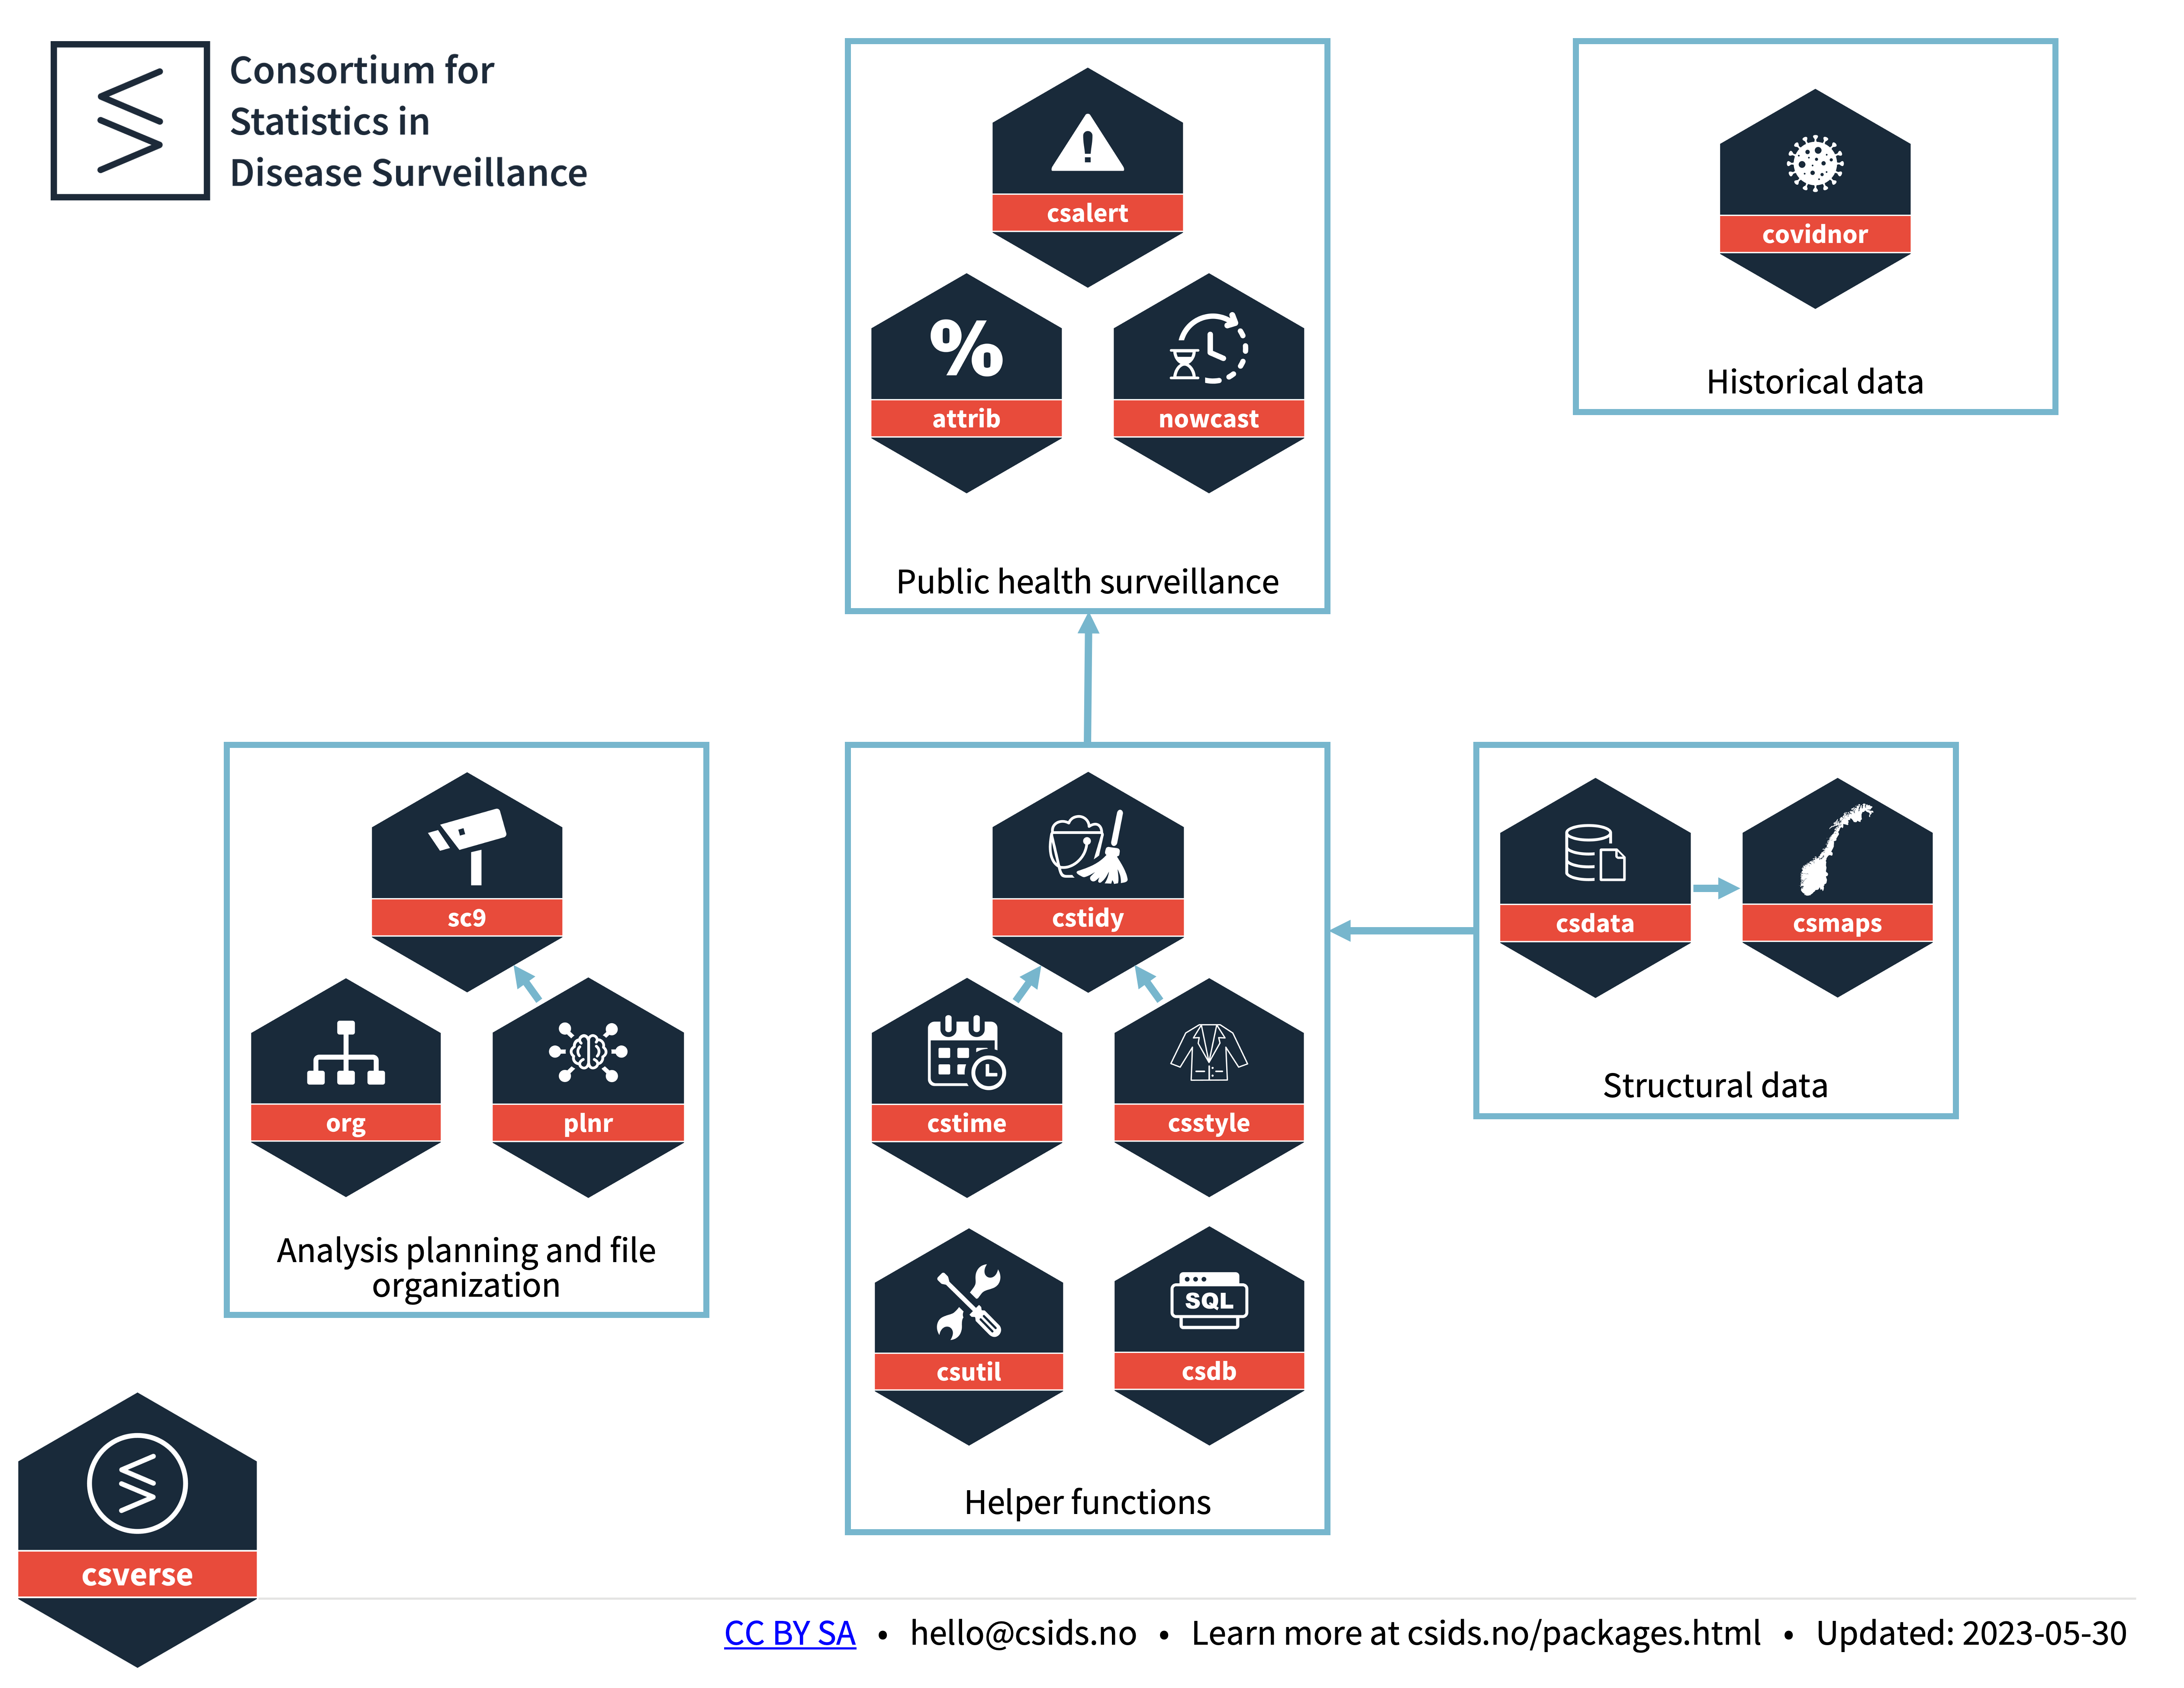 Consortium for
Statistics in
Disease Surveillance
csalert
%
attrib
nowcast
Public health surveillance
covidnor
Historical data
sc9
org
plnr
Analysis planning and file
organization
cstidy
cstime
csstyle
csutil
SQL
csdb
Helper functions
csdata
csmaps
Structural data
csverse
CC BY SA • hello@csids.no • Learn more at csids.no/packages.html • Updated: 2023-05-30